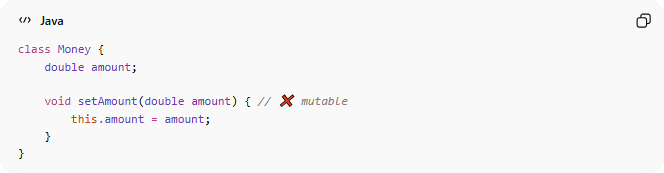 </> Java
class Money {
    double amount;
    void setAmount(double amount) { // ❌ mutable
        this.amount = amount;
    }
}